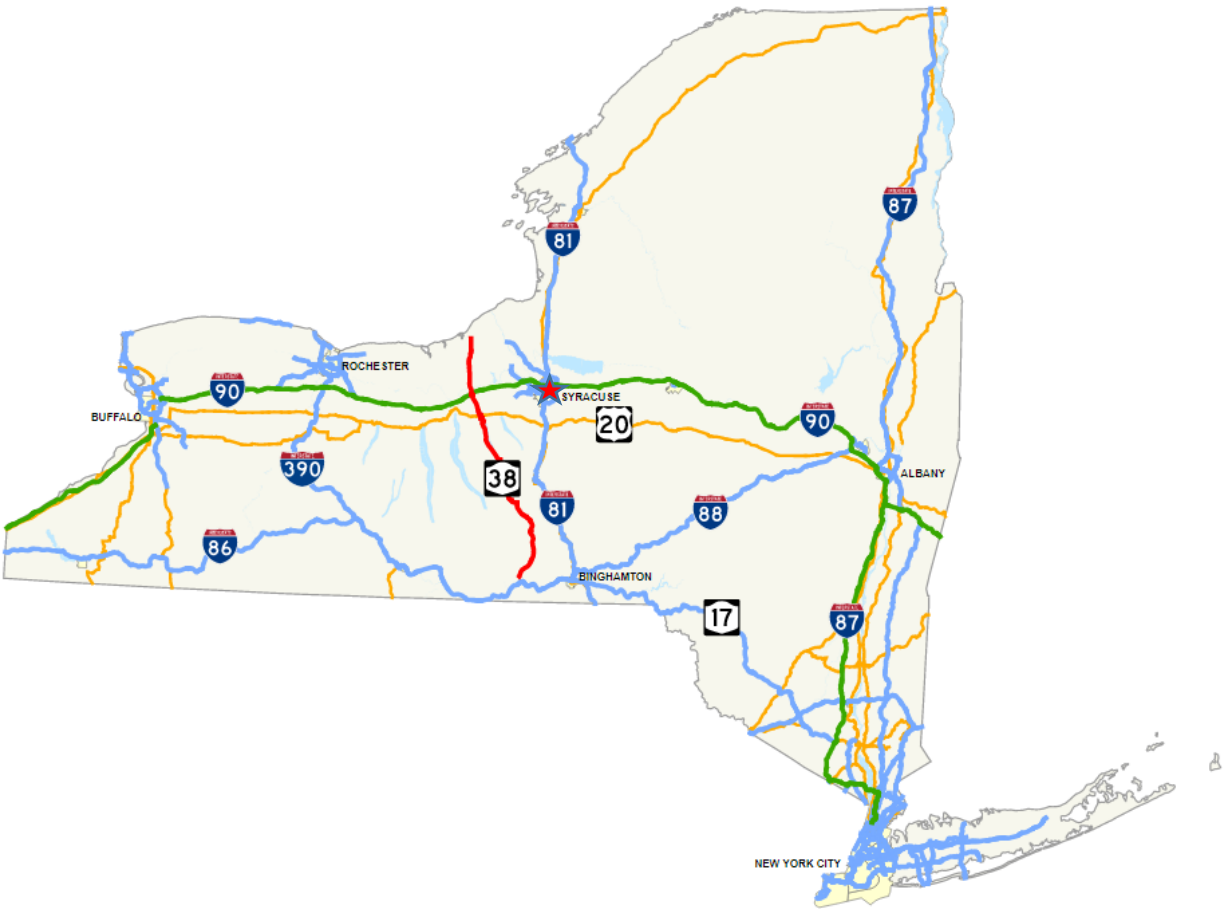 87
81
ROCHESTER
90
SYRACUSE
BUFFALO
20
90
390
38
ALBANY
81
88
86
BINGHAMTON
17
87
NEW YORK CITY